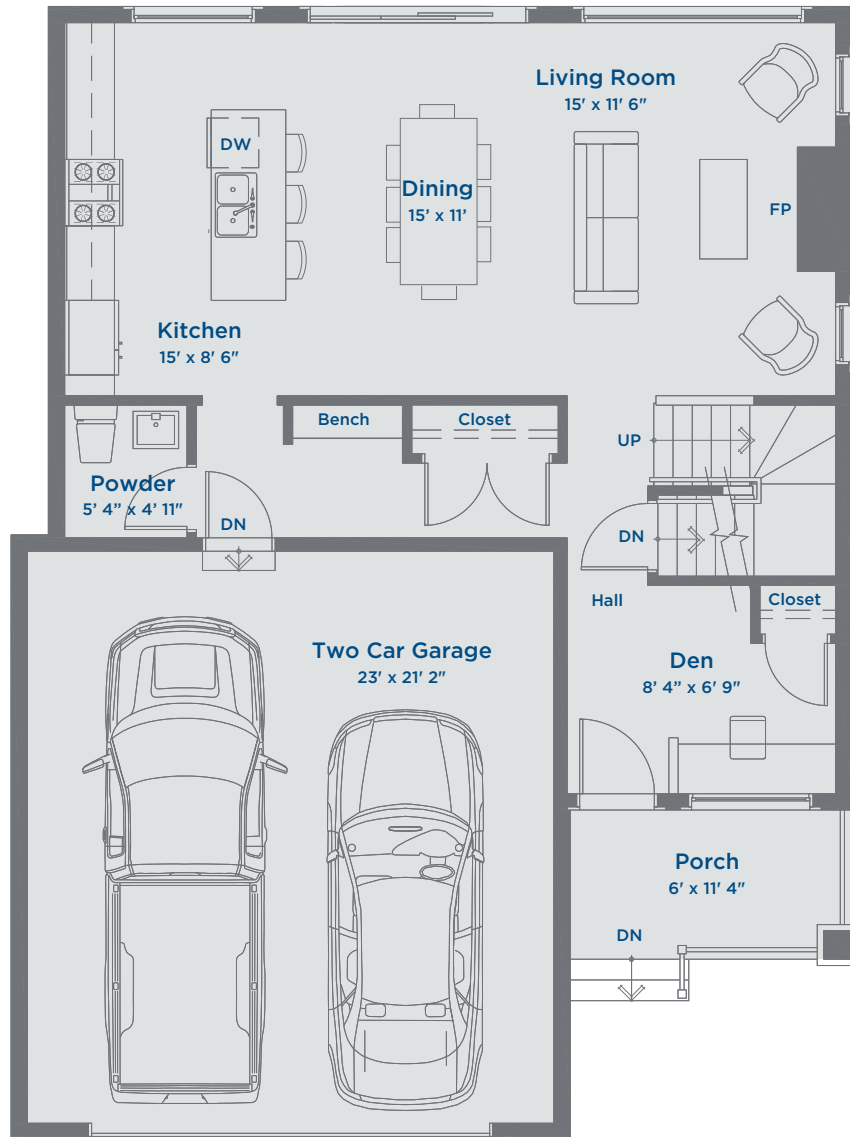 Living Room
15' x 11' 6"
DW
Dining
15’ x 11'
FP
Kitchen
15' x 8' 6"
Bench
Closet
UP
Powder
5’ 4” x 4’ 11"
DN
DN
Hall
Closet
Two Car Garage
23' x 21' 2"
Den
8’ 4” x 6’ 9"
Porch
6' x 11' 4"
DN